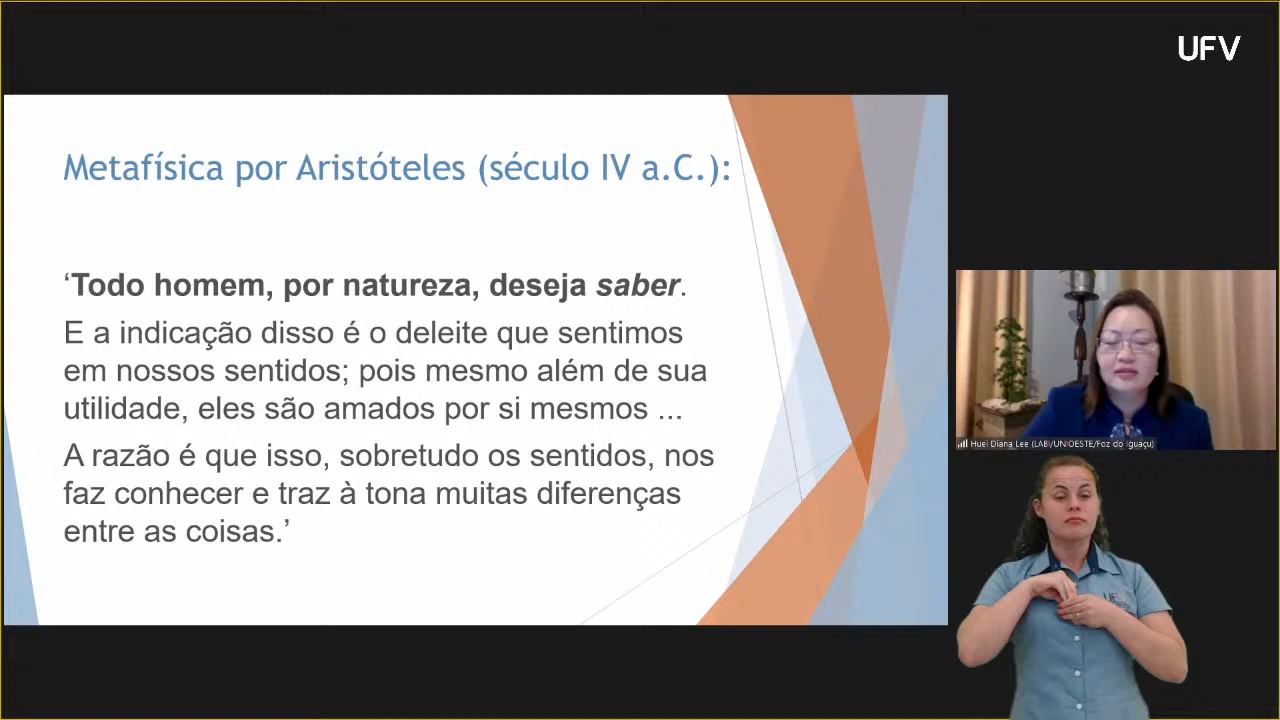 UFV
Metafísica por Aristóteles (século IV a.C.):
‘Todo homem, por natureza, deseja saber.
E a indicação disso é o deleite que sentimos
em nossos sentidos; pois mesmo além de sua
utilidade, eles são amados por si mesmos ...
A razão é que isso, sobretudo os sentidos, nos
faz conhecer e traz à tona muitas diferenças
entre as coisas.’
Huei Diana Lee (LABI/UNIOESTE/Foz do Iguaçu)